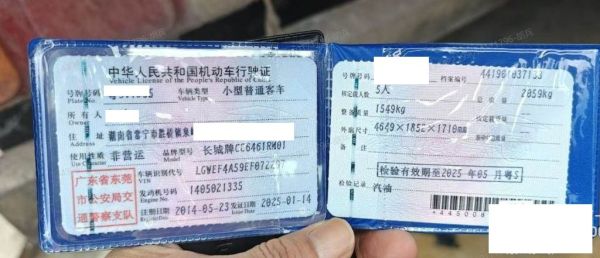 中华人民共和国机动车行驶证
Vehicle License of the People's Republic of China
号牌号码
Plate No.
车辆类型 小型普通客车
Vehicle Type
所有人
Owner
住址
Address
使用性质 非营运
Use Character
品牌型号 长城牌CC6461RM01
Model
车辆识别代号
VIN
发动机号码 1405021335
Engine No.
注册日期 2014-05-23 发证日期 2025-01-14
Register Date Issue Date
广东省东莞
市公安局交
通警察支队
号牌号码
档案编号 441901037133
核定载人数 5人 总质量 2059kg
整备质量 1549kg 核定载质量
外廓尺寸 4649×1852×1710mm
检验有效期至2025年05月粤S
检验记录 汽油